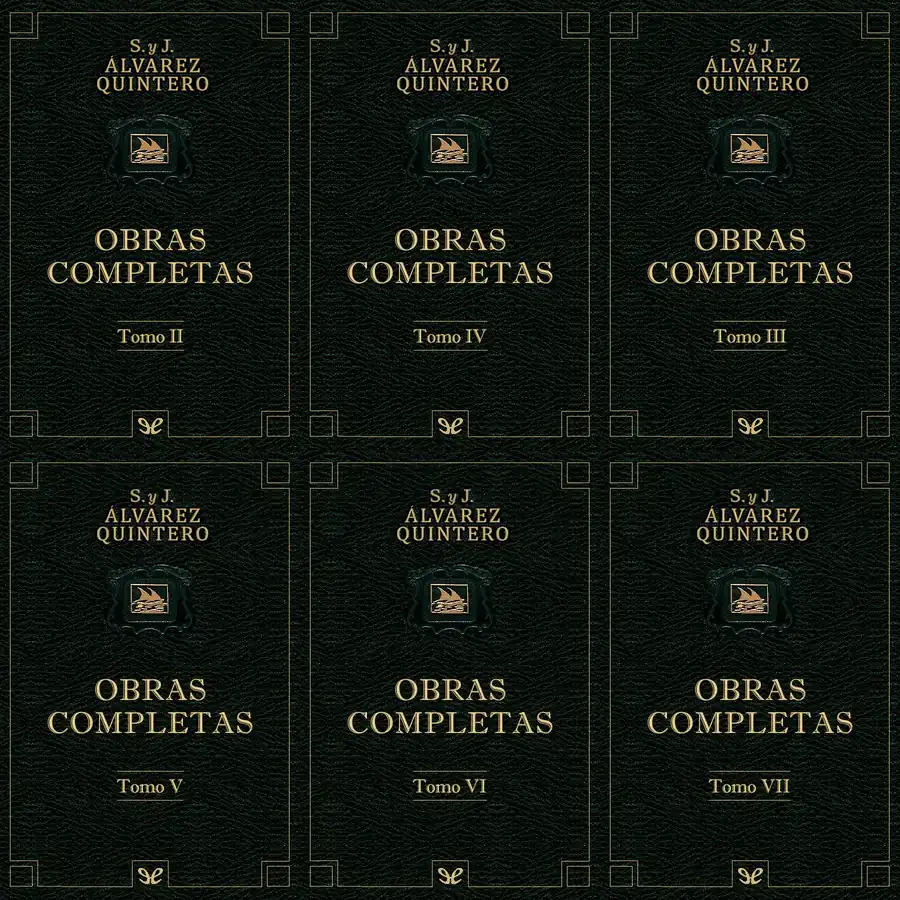 S. y J.
ÁLVAREZ
QUINTERO
OBRAS
COMPLETAS
Tomo II
S. y J.
ÁLVAREZ
QUINTERO
OBRAS
COMPLETAS
Tomo IV
S. y J.
ÁLVAREZ
QUINTERO
OBRAS
COMPLETAS
Tomo III
S. y J.
ÁLVAREZ
QUINTERO
OBRAS
COMPLETAS
Tomo V
S. y J.
ÁLVAREZ
QUINTERO
OBRAS
COMPLETAS
Tomo VI
S. y J.
ÁLVAREZ
QUINTERO
OBRAS
COMPLETAS
Tomo VII